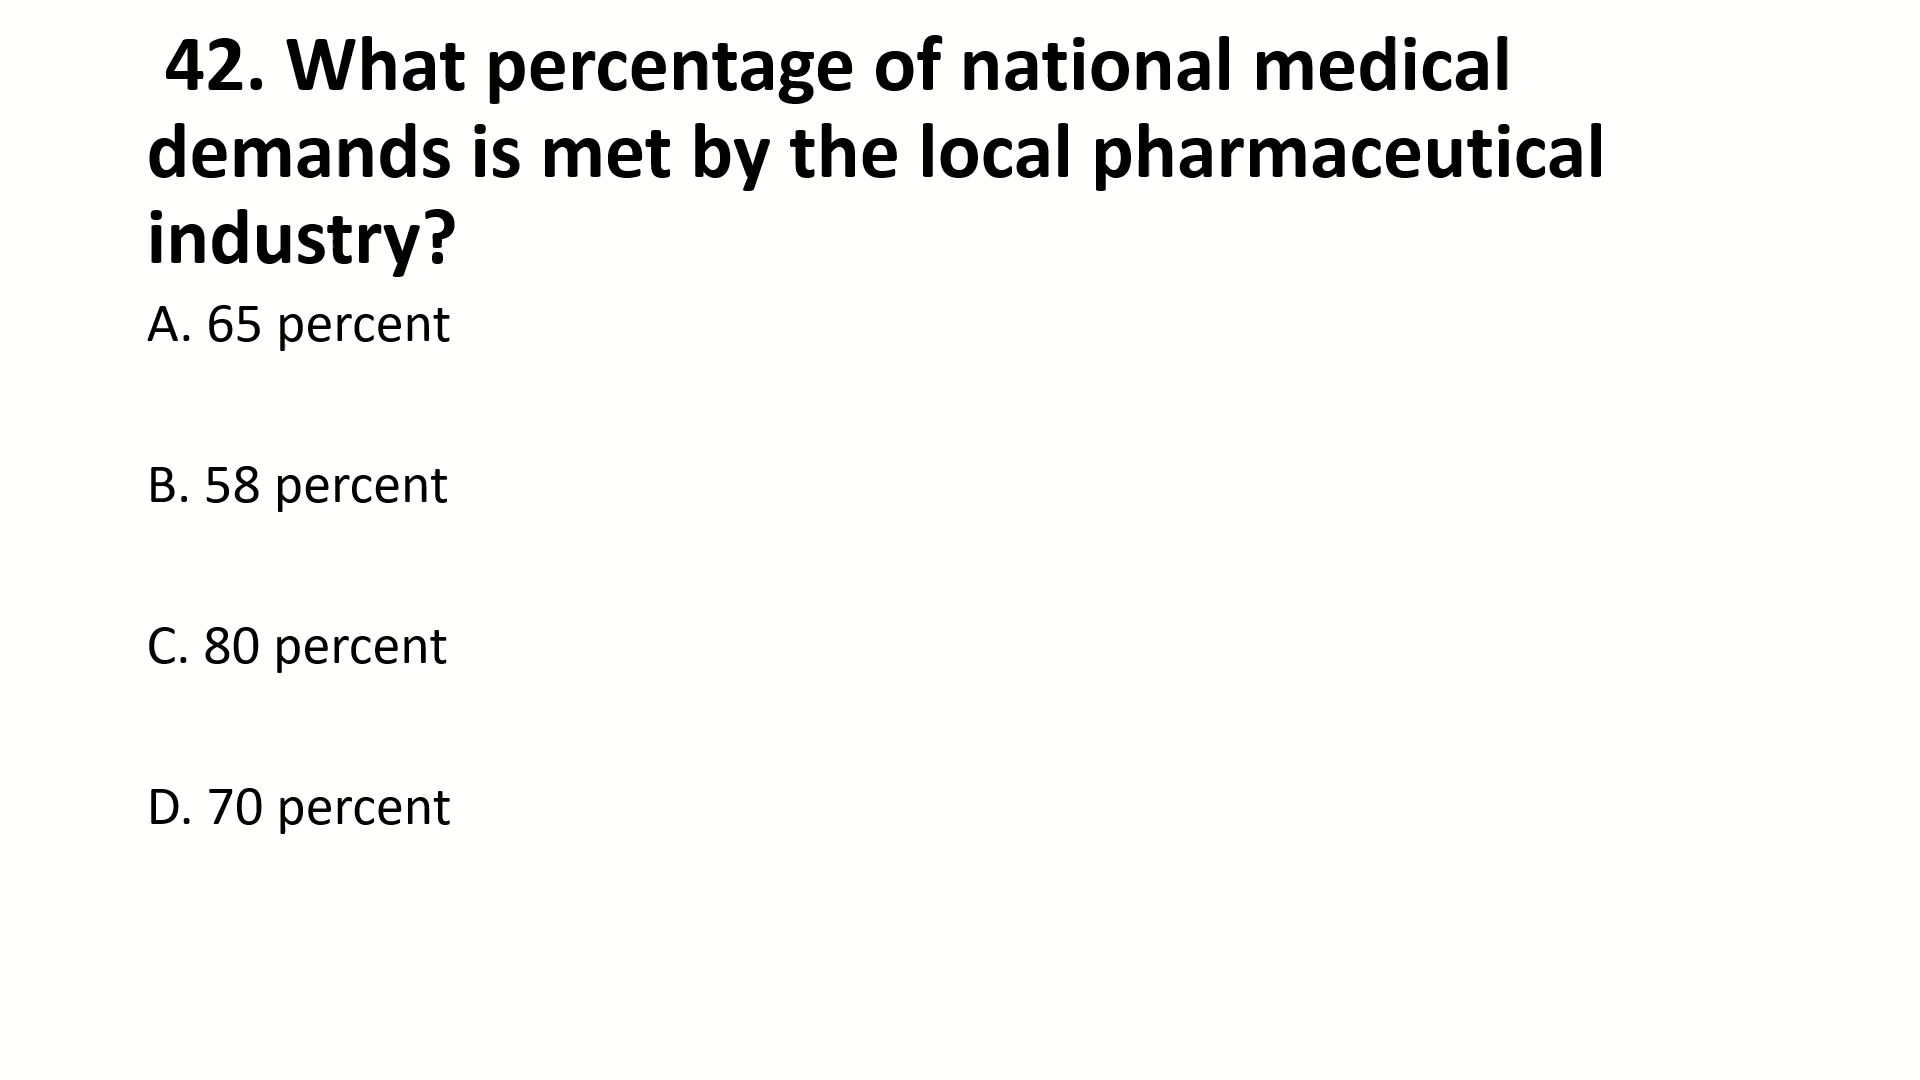 42. What percentage of national medical
demands is met by the local pharmaceutical
industry?
A. 65 percent
B. 58 percent
C. 80 percent
D. 70 percent